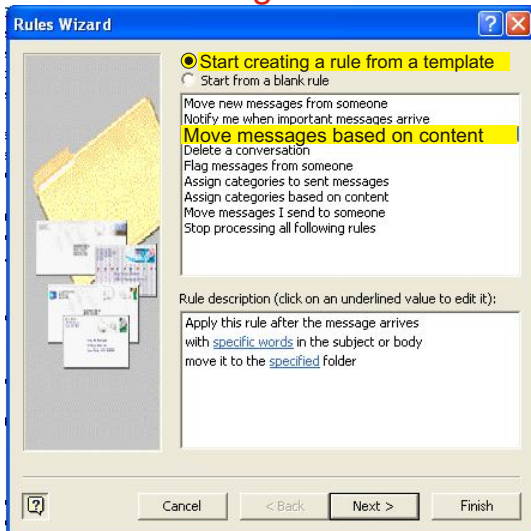 Rules Wizard
Start creating a rule from a template
Start from a blank rule
Move new messages from someone
Notify me when important messages arrive
Move messages based on content
Delete a conversation
Flag messages from someone
Assign categories to sent messages
Assign categories based on content
Move messages I send to someone
Stop processing all following rules
Rule description (click on an underlined value to edit it):
Apply this rule after the message arrives
with specific words in the subject or body
move it to the specified folder
Cancel < Back Next > Finish